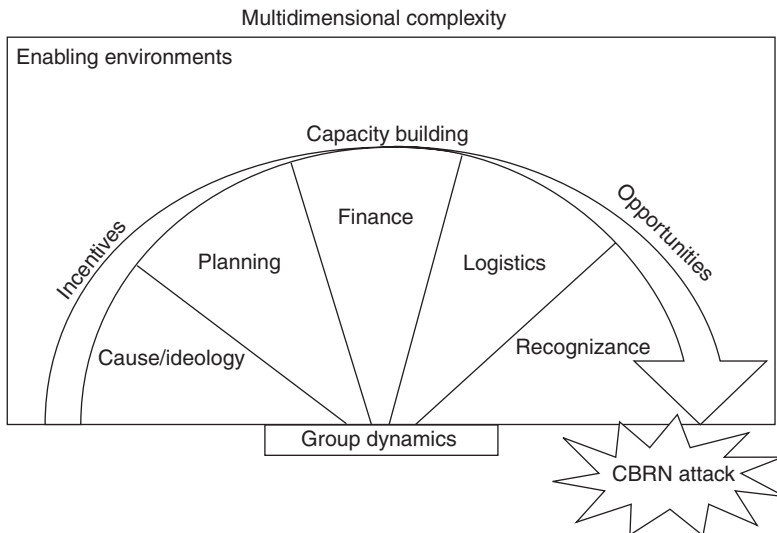 Multidimensional complexity
Enabling environments
Capacity building
Incentives
Opportunities
Finance
Planning
Logistics
Cause/ideology
Recognizance
Group dynamics
CBRN attack